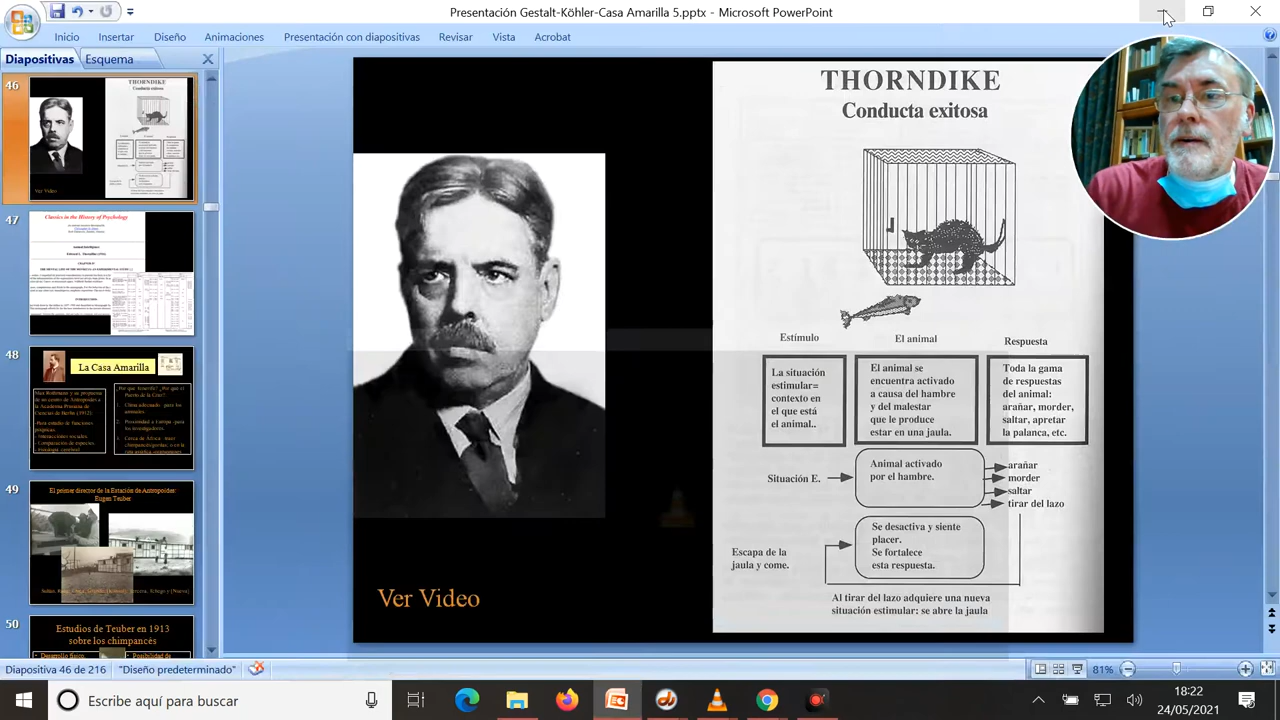 Presentación Gestalt-Köhler-Casa Amarilla 5.pptx - Microsoft PowerPoint
Inicio Insertar Diseño Animaciones Presentación con diapositivas Revisar Vista Acrobat
Diapositivas Esquema
46
THORNDIKE
Conducta exitosa
Ver Video
47
Classics in the History of Psychology
48
La Casa Amarilla
49
El primer director de la Estación de Antropoides:
Eugen Teuber
50
Estudios de Teuber en 1913
sobre los chimpancés
THORNDIKE
Conducta exitosa
Estímulo
El animal
Respuesta
La situación
estimular=
contexto en
el que está
el animal..
El animal se
encuentra activado
a causa del hambre
y del malestar
que le produce
estar en una jaula.
Toda la gama
de respuestas
del animal:
arañar, morder,
saltar, apretar
la palanca, etc.
Situación E.
Animal activado
por el hambre.
arañar
morder
saltar
tirar del lazo
Escapa de la
jaula y come.
Se desactiva y siente
placer.
Se fortalece
esta respuesta.
Al tirar del lazo adquiere una nueva
situación estimular: se abre la jaula
Ver Video
Diapositiva 46 de 216 "Diseño predeterminado" 81%
Escribe aquí para buscar
18:22
24/05/2021